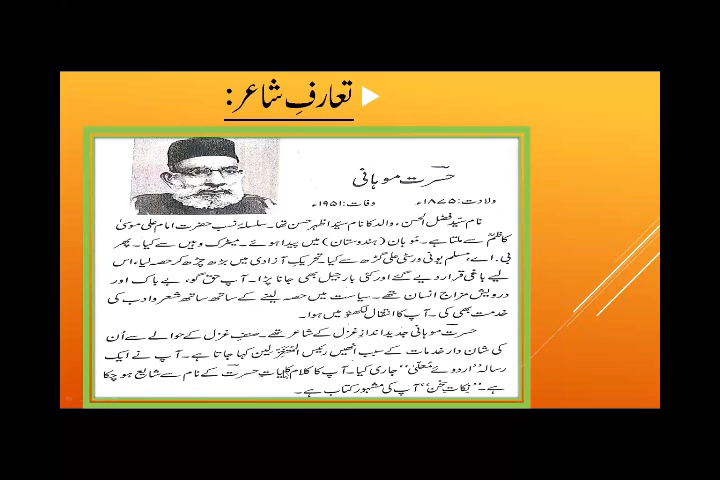 تعارفِ شاعر:
حسرت موہانی
ولادت: ۱۸۷۵ء وفات: ۱۹۵۱ء
نام سیّد فضل الحسن، والد کا نام سیّد اظہر حسن تھا۔ سلسلۂ نسب حضرت امام علی موسیٰ
کاظمؒ سے ملتا ہے۔ موہان (ہندوستان) میں پیدا ہوئے۔ میٹرک وہیں سے کیا۔ پھر
بی۔اے، مسلم یونی ورسٹی علی گڑھ سے کیا۔ تحریکِ آزادی میں بڑھ چڑھ کر حصہ لیا، اس
لیے باغی قرار دیے گئے اور کئی بار جیل بھی جانا پڑا۔ آپ حق گو، بے باک اور
درویش مزاج انسان تھے۔ سیاست میں حصہ لینے کے ساتھ ساتھ شعر و ادب کی
خدمت بھی کی۔ آپ کا انتقال لکھنؤ میں ہوا۔
حسرت موہانی جدید اندازِ غزل کے شاعر تھے۔ صنفِ غزل کے حوالے سے اُن
کی شان دار خدمات کے سبب انھیں رئیس المتغزلین کہا جاتا ہے۔ آپ نے ایک
رسالہ "اردوئے معلّٰی" جاری کیا۔ آپ کا کلام کلیاتِ حسرت کے نام سے شایع ہو چکا
ہے۔ "نکاتِ سخن" آپ کی مشہور کتاب ہے۔